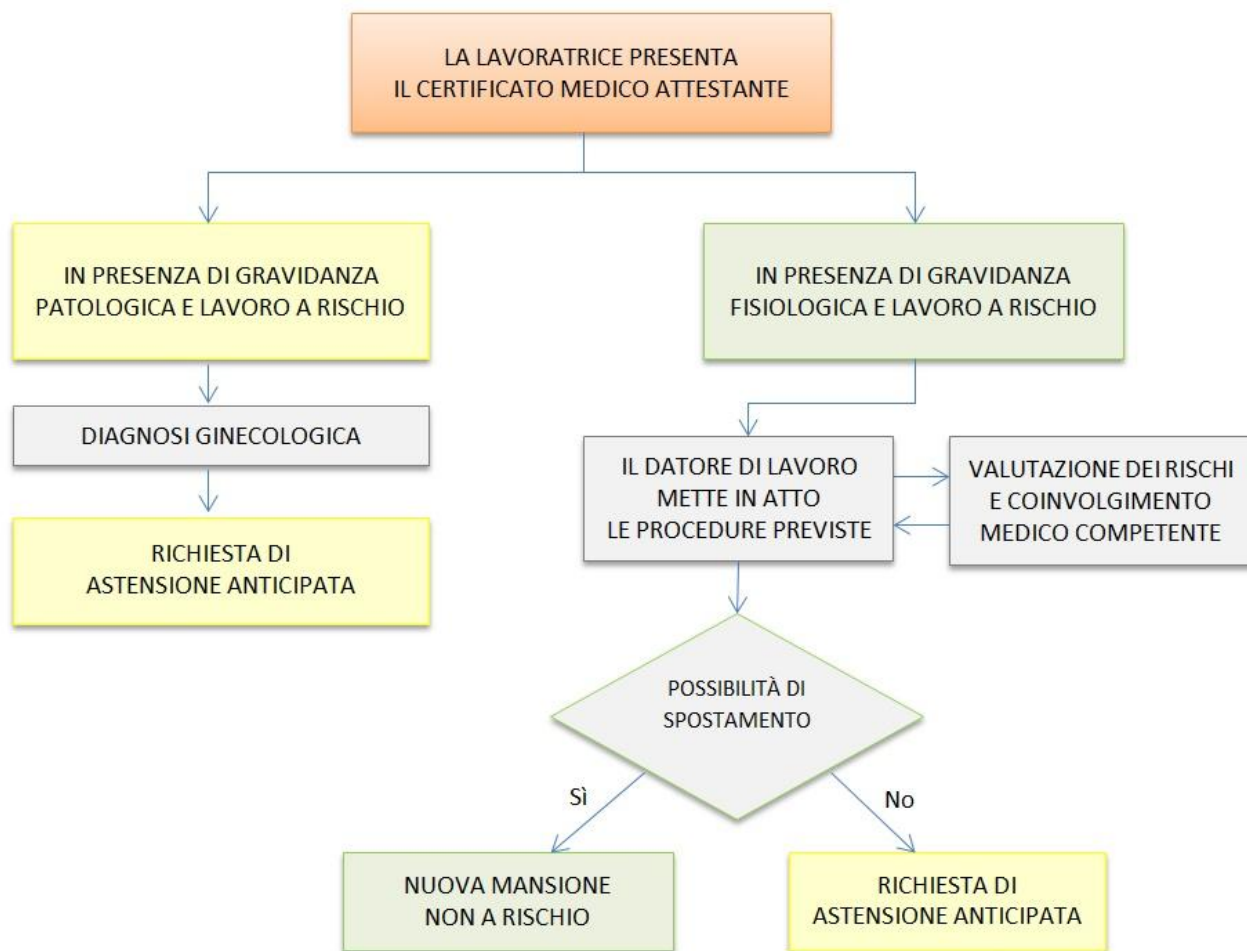 LA LAVORATRICE PRESENTA
IL CERTIFICATO MEDICO ATTESTANTE
IN PRESENZA DI GRAVIDANZA
PATOLOGICA E LAVORO A RISCHIO
IN PRESENZA DI GRAVIDANZA
FISIOLOGICA E LAVORO A RISCHIO
DIAGNOSI GINECOLOGICA
RICHIESTA DI
ASTENSIONE ANTICIPATA
IL DATORE DI LAVORO
METTE IN ATTO
LE PROCEDURE PREVISTE
VALUTAZIONE DEI RISCHI
E COINVOLGIMENTO
MEDICO COMPETENTE
POSSIBILITÀ DI
SPOSTAMENTO
Sì
No
NUOVA MANSIONE
NON A RISCHIO
RICHIESTA DI
ASTENSIONE ANTICIPATA